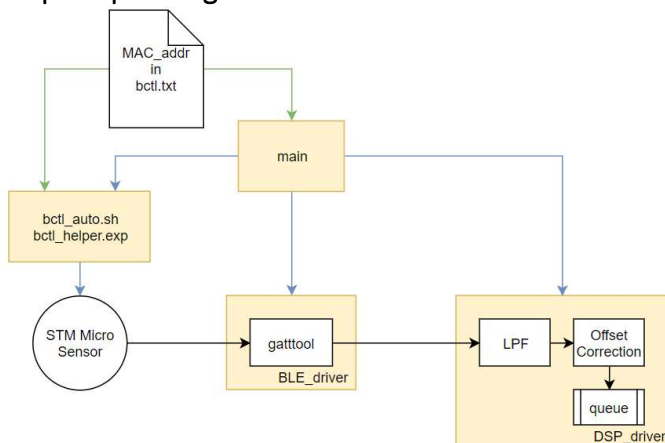 MAC_addr
in
bctl.txt
main
bctl_auto.sh
bctl_helper.exp
STM Micro
Sensor
gatttool
BLE_driver
LPF
Offset
Correction
queue
DSP_driver